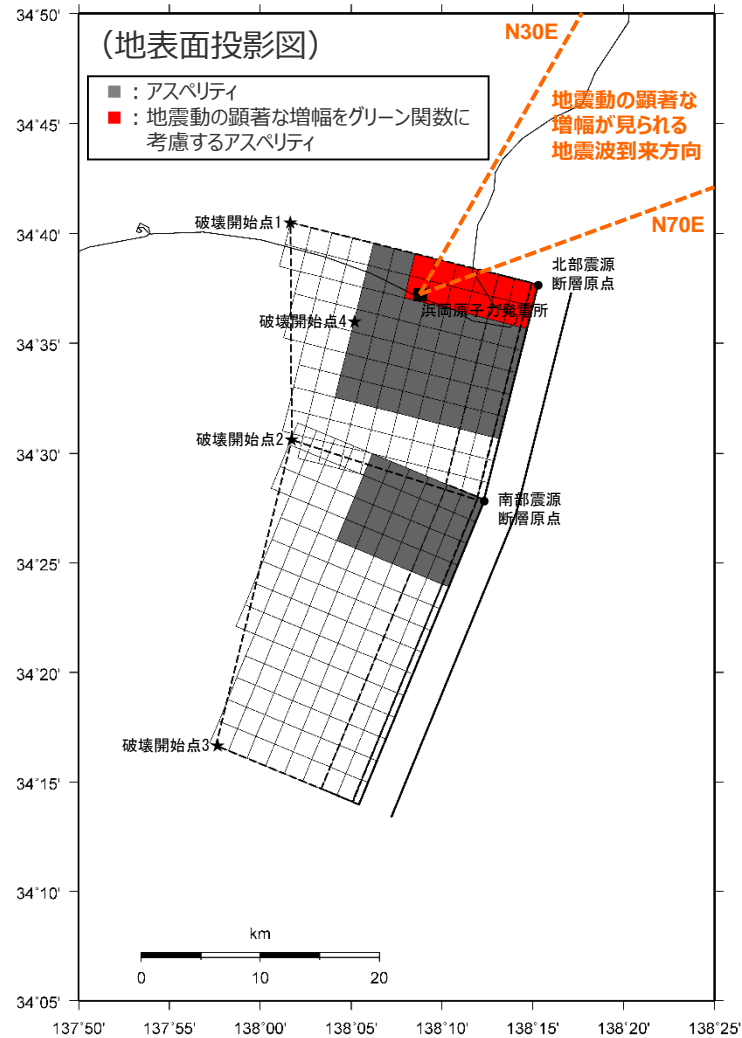 34°50'
(地表面投影図)
N30E
■ : アスペリティ
■ : 地震動の顕著な増幅をグリーン関数に
考慮するアスペリティ
地震動の顕著な
増幅が見られる
地震波到来方向
34°45'
破壊開始点1
N70E
34°40'
北部震源
断層原点
浜岡原子力発電所
破壊開始点4
34°35'
破壊開始点2
34°30'
南部震源
断層原点
34°25'
34°20'
破壊開始点3
34°15'
34°10'
km
0 10 20
34°05'
137°50' 137°55' 138°00' 138°05' 138°10' 138°15' 138°20' 138°25'